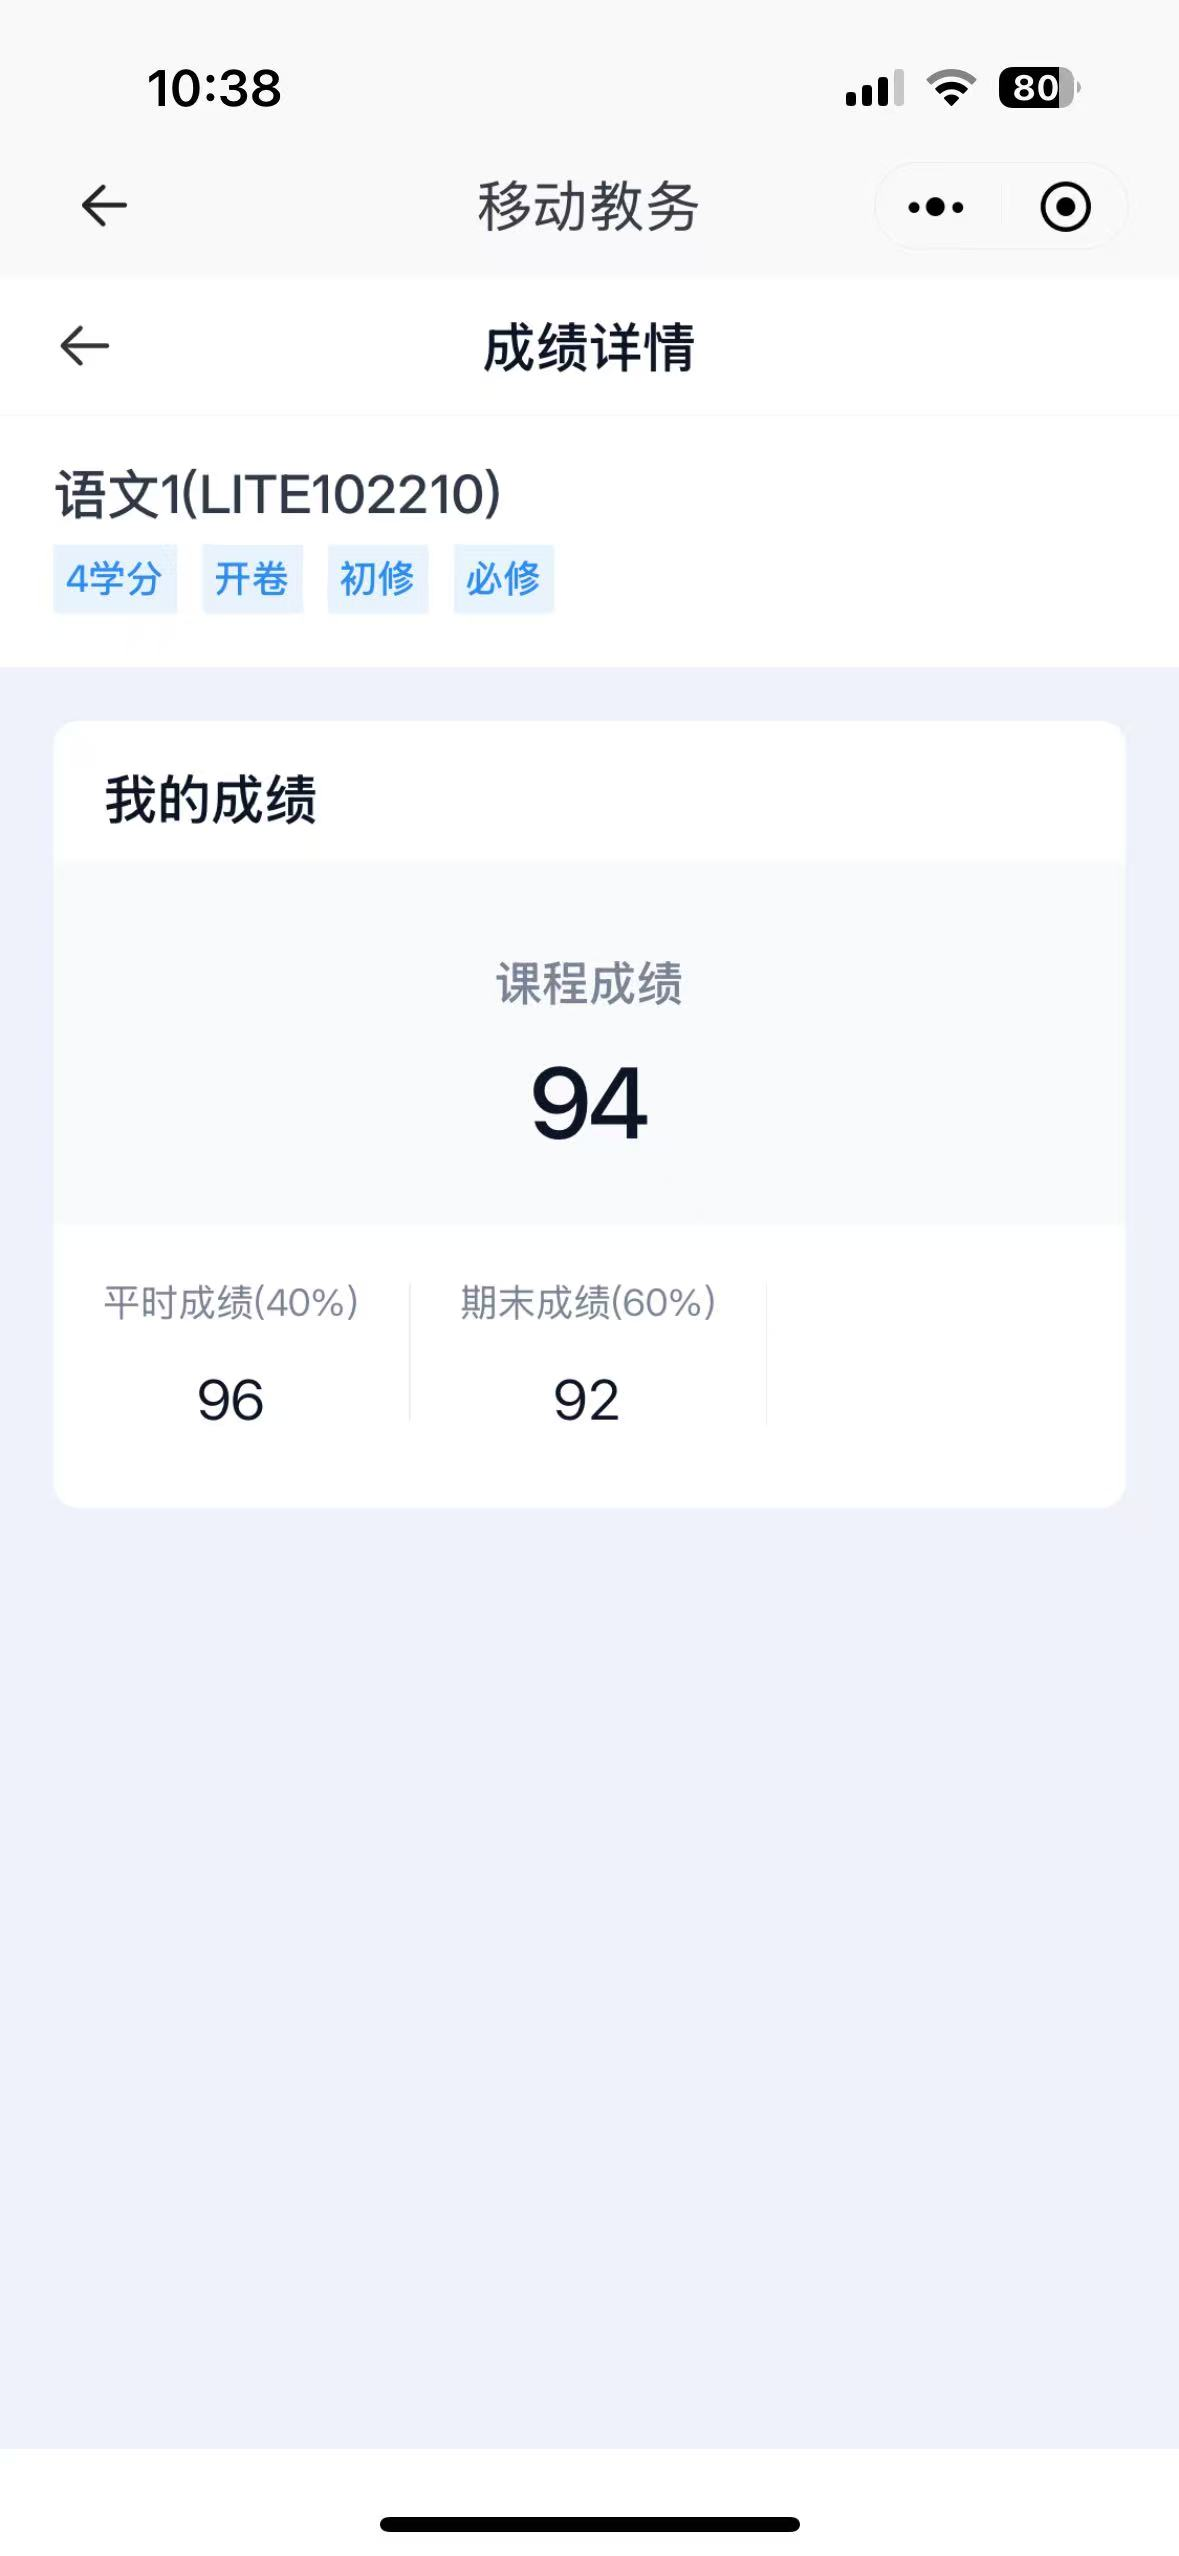 10:38
80
移动教务
成绩详情
语文1(LITE102210)
4学分 开卷 初修 必修
我的成绩
课程成绩
94
平时成绩(40%) 期末成绩(60%)
96 92